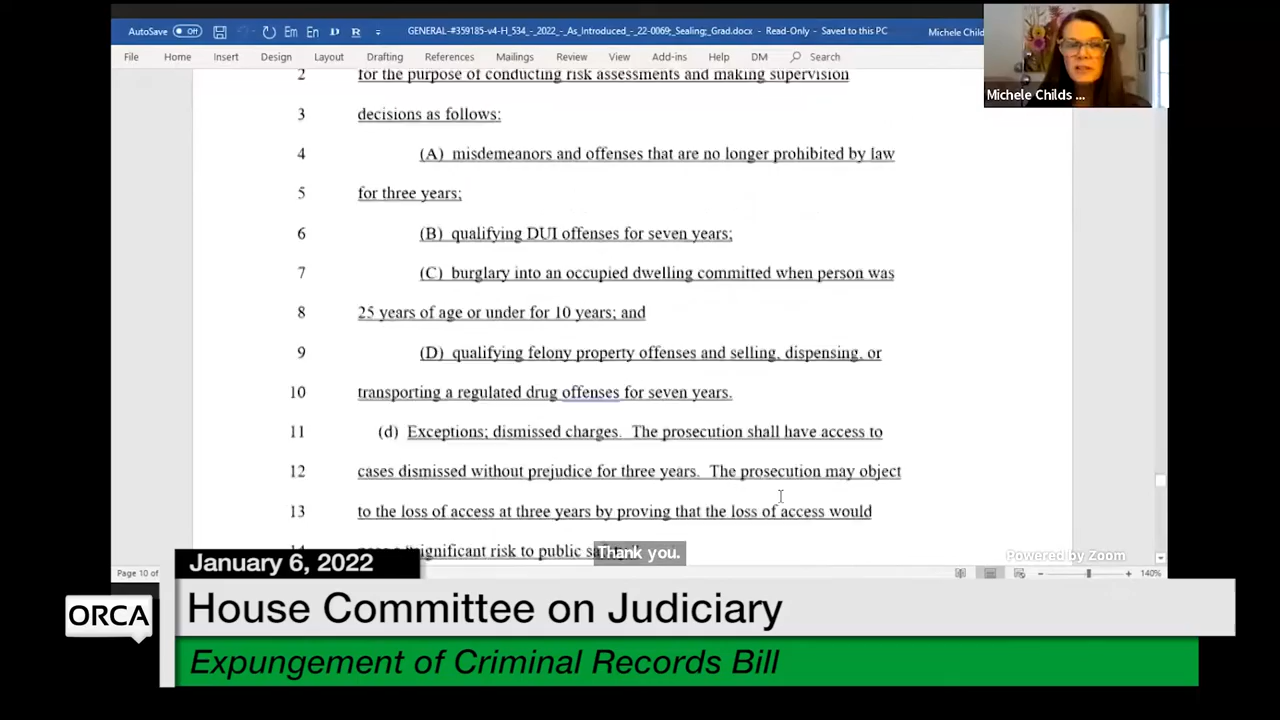 AutoSave Off
GENERAL-#359185-v4-H_534_-_2022_-_As_Introduced_-_22-0069;_Sealing;_Grad.docx - Read-Only - Saved to this PC
Michele Child
File Home Insert Design Layout References Mailings Review View Add-ins Help DM Search
Michele Childs ...
2 for the purpose of conducting risk assessments and making supervision
3 decisions as follows:
4 (A) misdemeanors and offenses that are no longer prohibited by law
5 for three years;
6 (B) qualifying DUI offenses for seven years;
7 (C) burglary into an occupied dwelling committed when person was
8 25 years of age or under for 10 years; and
9 (D) qualifying felony property offenses and selling, dispensing, or
10 transporting a regulated drug offenses for seven years.
11 (d) Exceptions; dismissed charges. The prosecution shall have access to
12 cases dismissed without prejudice for three years. The prosecution may object
13 to the loss of access at three years by proving that the loss of access would
significant risk to public
Thank you.
Powered by Zoom
Page 10 of
140%
January 6, 2022
ORCA
House Committee on Judiciary
Expungement of Criminal Records Bill